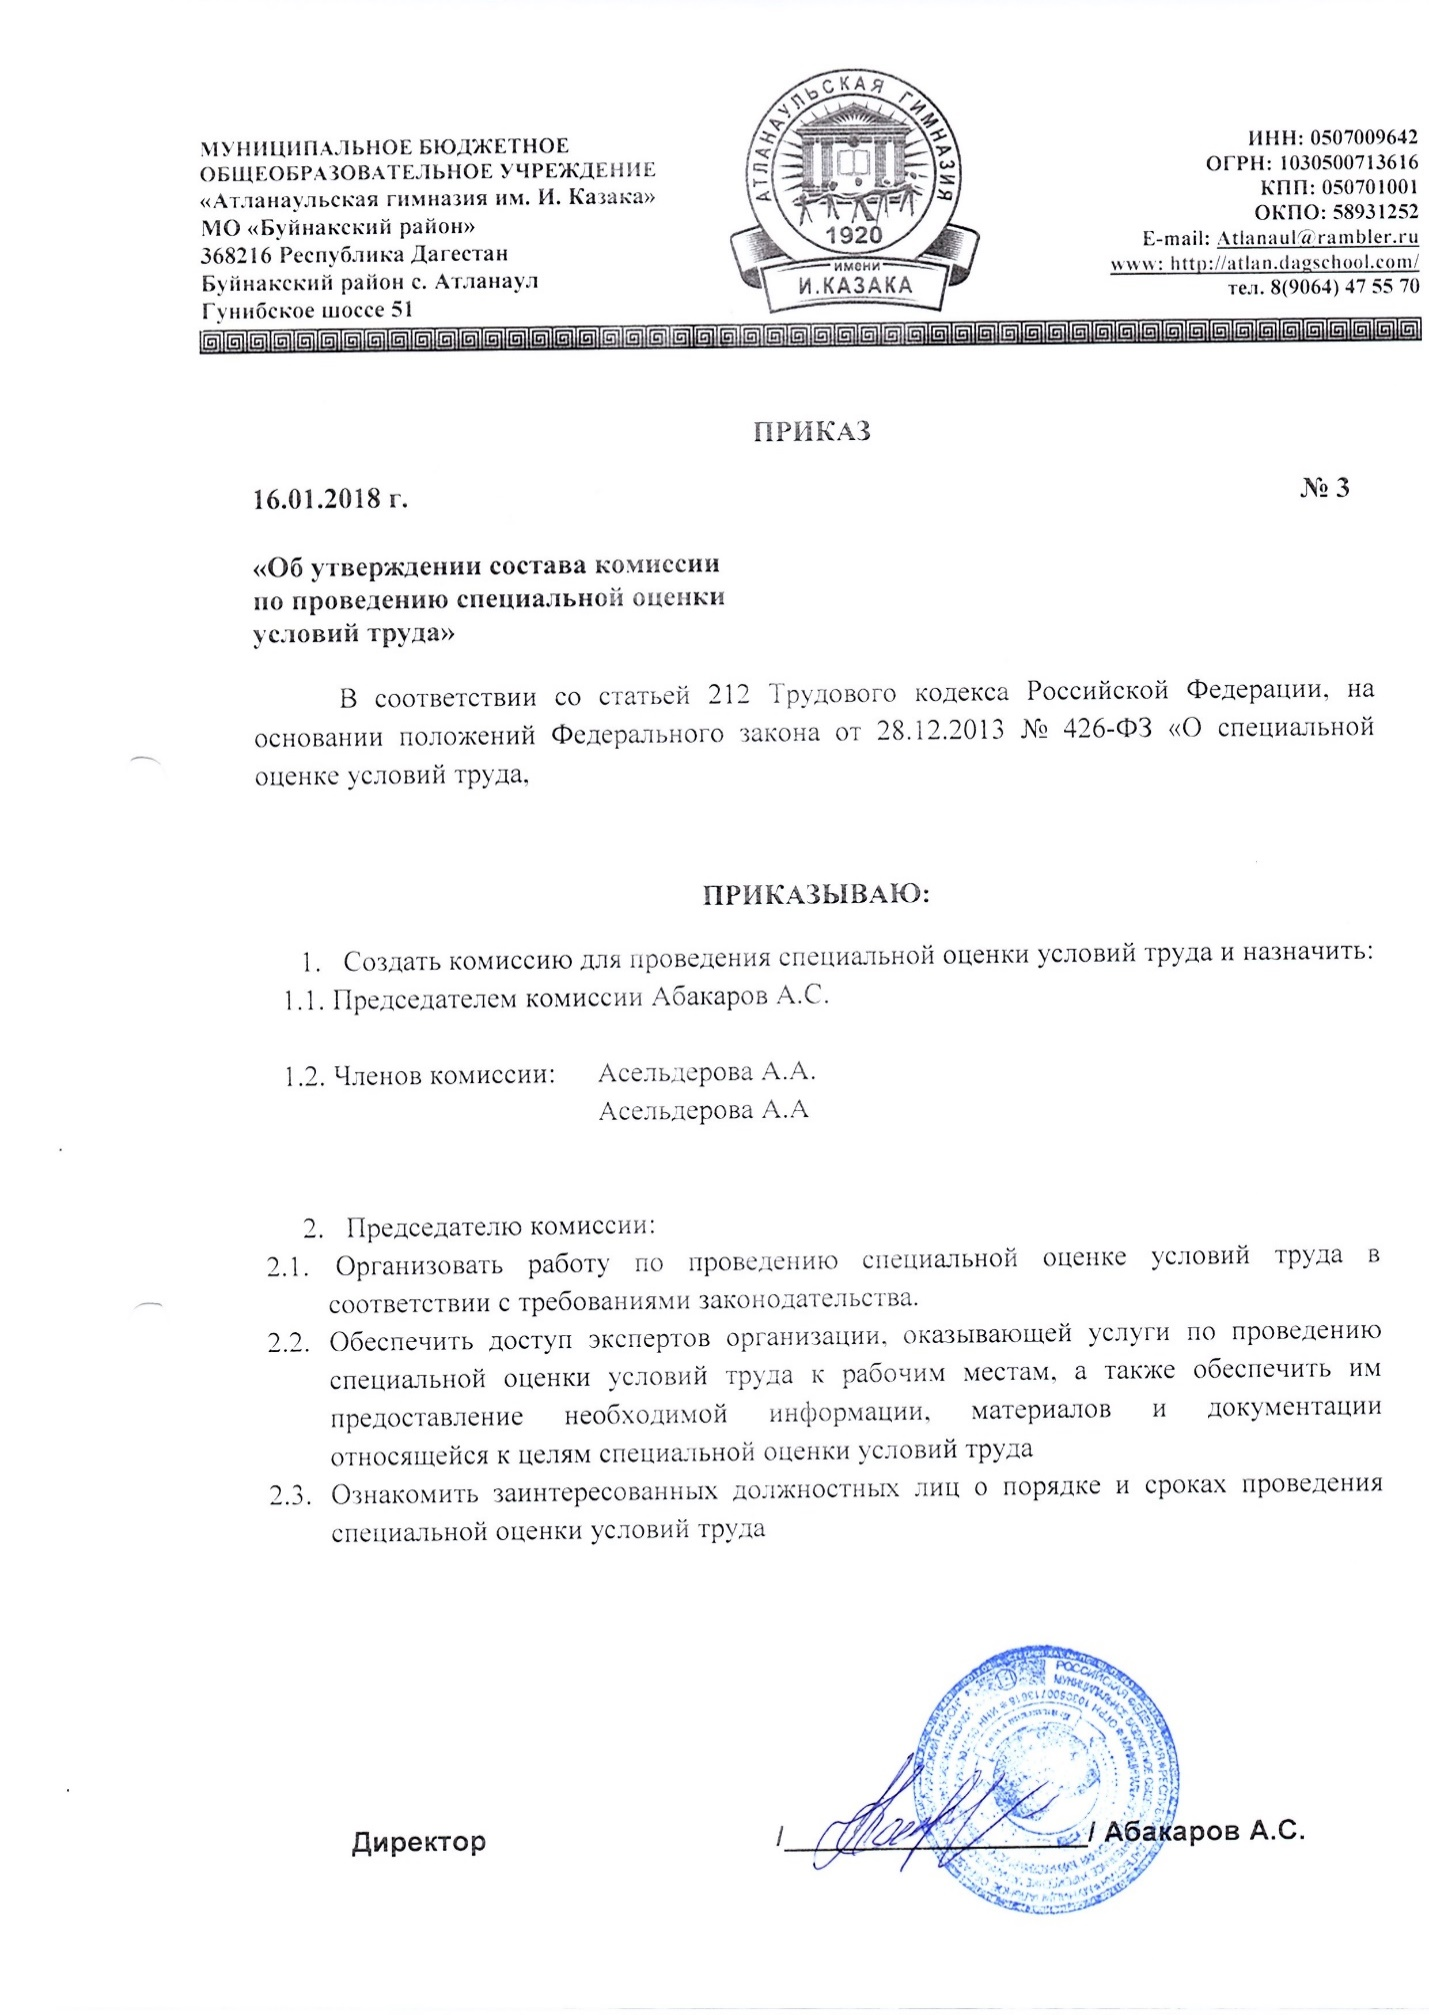 МУНИЦИПАЛЬНОЕ БЮДЖЕТНОЕ
ОБЩЕОБРАЗОВАТЕЛЬНОЕ УЧРЕЖДЕНИЕ
«Атланаульская гимназия им. И. Казака»
МО «Буйнакский район»
368216 Республика Дагестан
Буйнакский район с. Атланаул
Гунибское шоссе 51
АТЛАНАУЛЬСКАЯ ГИМНАЗИЯ
1920
имени
И.КАЗАКА
ИНН: 0507009642
ОГРН: 1030500713616
КПП: 050701001
ОКПО: 58931252
E-mail: Atlanaul@rambler.ru
www: http://atlan.dagschool.com/
тел. 8(9064) 47 55 70
ПРИКАЗ
16.01.2018 г. № 3
«Об утверждении состава комиссии
по проведению специальной оценки
условий труда»
В соответствии со статьей 212 Трудового кодекса Российской Федерации, на
основании положений Федерального закона от 28.12.2013 № 426-ФЗ «О специальной
оценке условий труда,
ПРИКАЗЫВАЮ:
1. Создать комиссию для проведения специальной оценки условий труда и назначить:
1.1. Председателем комиссии Абакаров А.С.
1.2. Членов комиссии: Асельдерова А.А.
Асельдерова А.А
2. Председателю комиссии:
2.1. Организовать работу по проведению специальной оценке условий труда в
соответствии с требованиями законодательства.
2.2. Обеспечить доступ экспертов организации, оказывающей услуги по проведению
специальной оценки условий труда к рабочим местам, а также обеспечить им
предоставление необходимой информации, материалов и документации
относящейся к целям специальной оценки условий труда
2.3. Ознакомить заинтересованных должностных лиц о порядке и сроках проведения
специальной оценки условий труда
РОССИЙСКАЯ ФЕДЕРАЦИЯ
Директор /____________________/ Абакаров А.С.